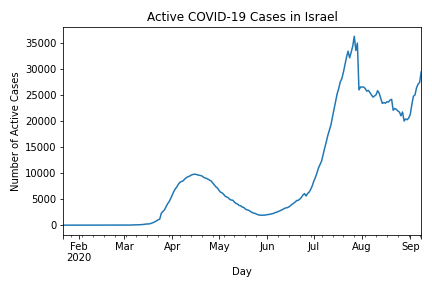 Active COVID-19 Cases in Israel
Number of Active Cases
35000
30000
25000
20000
15000
10000
5000
0
Feb Mar Apr May Jun Jul Aug Sep
2020
Day